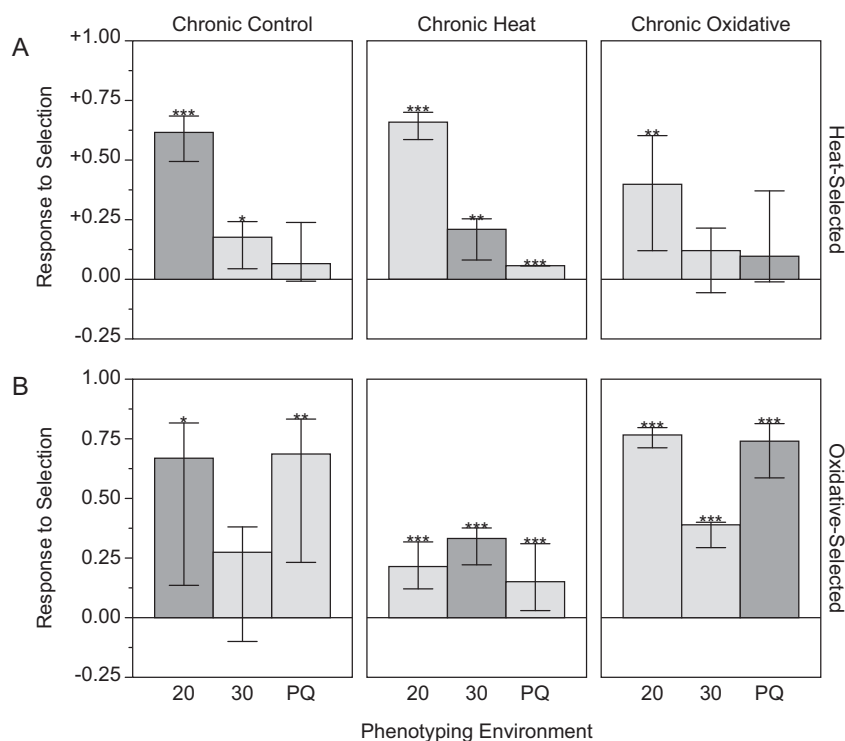 Chronic Control Chronic Heat Chronic Oxidative
A
+1.00
+0.75
+0.50
+0.25
0.00
-0.25
Response to Selection
*** * 
*** ** ***
**
Heat-Selected
B
1.00
0.75
0.50
0.25
0.00
-0.25
Response to Selection
* **
*** *** ***
*** *** ***
Oxidative-Selected
20 30 PQ 20 30 PQ 20 30 PQ
Phenotyping Environment